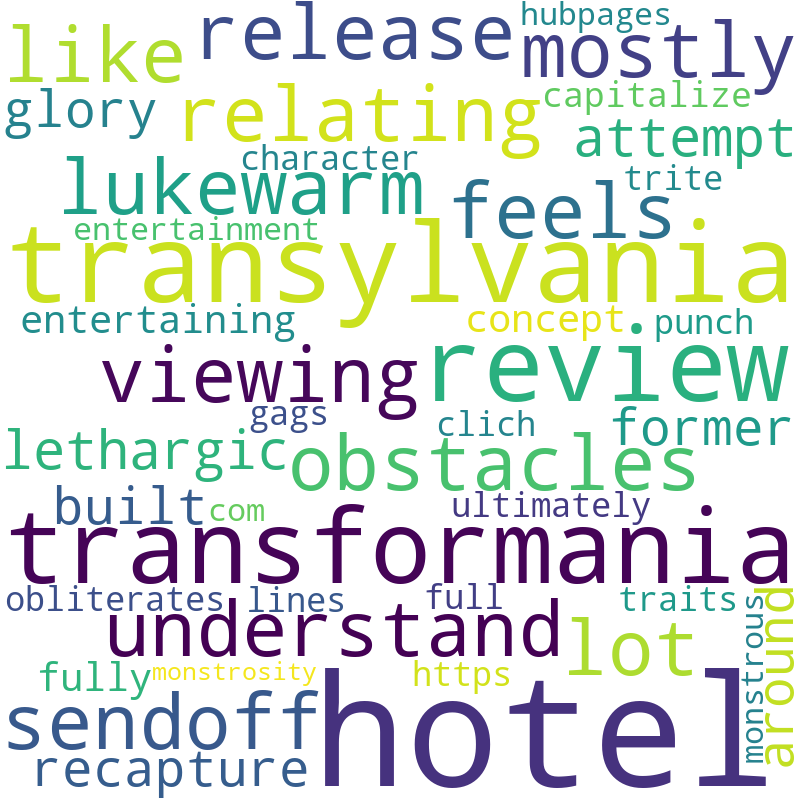 hubpages
like release mostly
glory relating capitalize
attempt
character
lukewarm feels trite
entertainment
transylvania
entertaining concept punch
viewing review
gags clich former
lethargic obstacles
built com ultimately
transformania
obliterates lines full traits
understand lot
monstrous around
fully monstrosity https
sendoff hotel
recapture